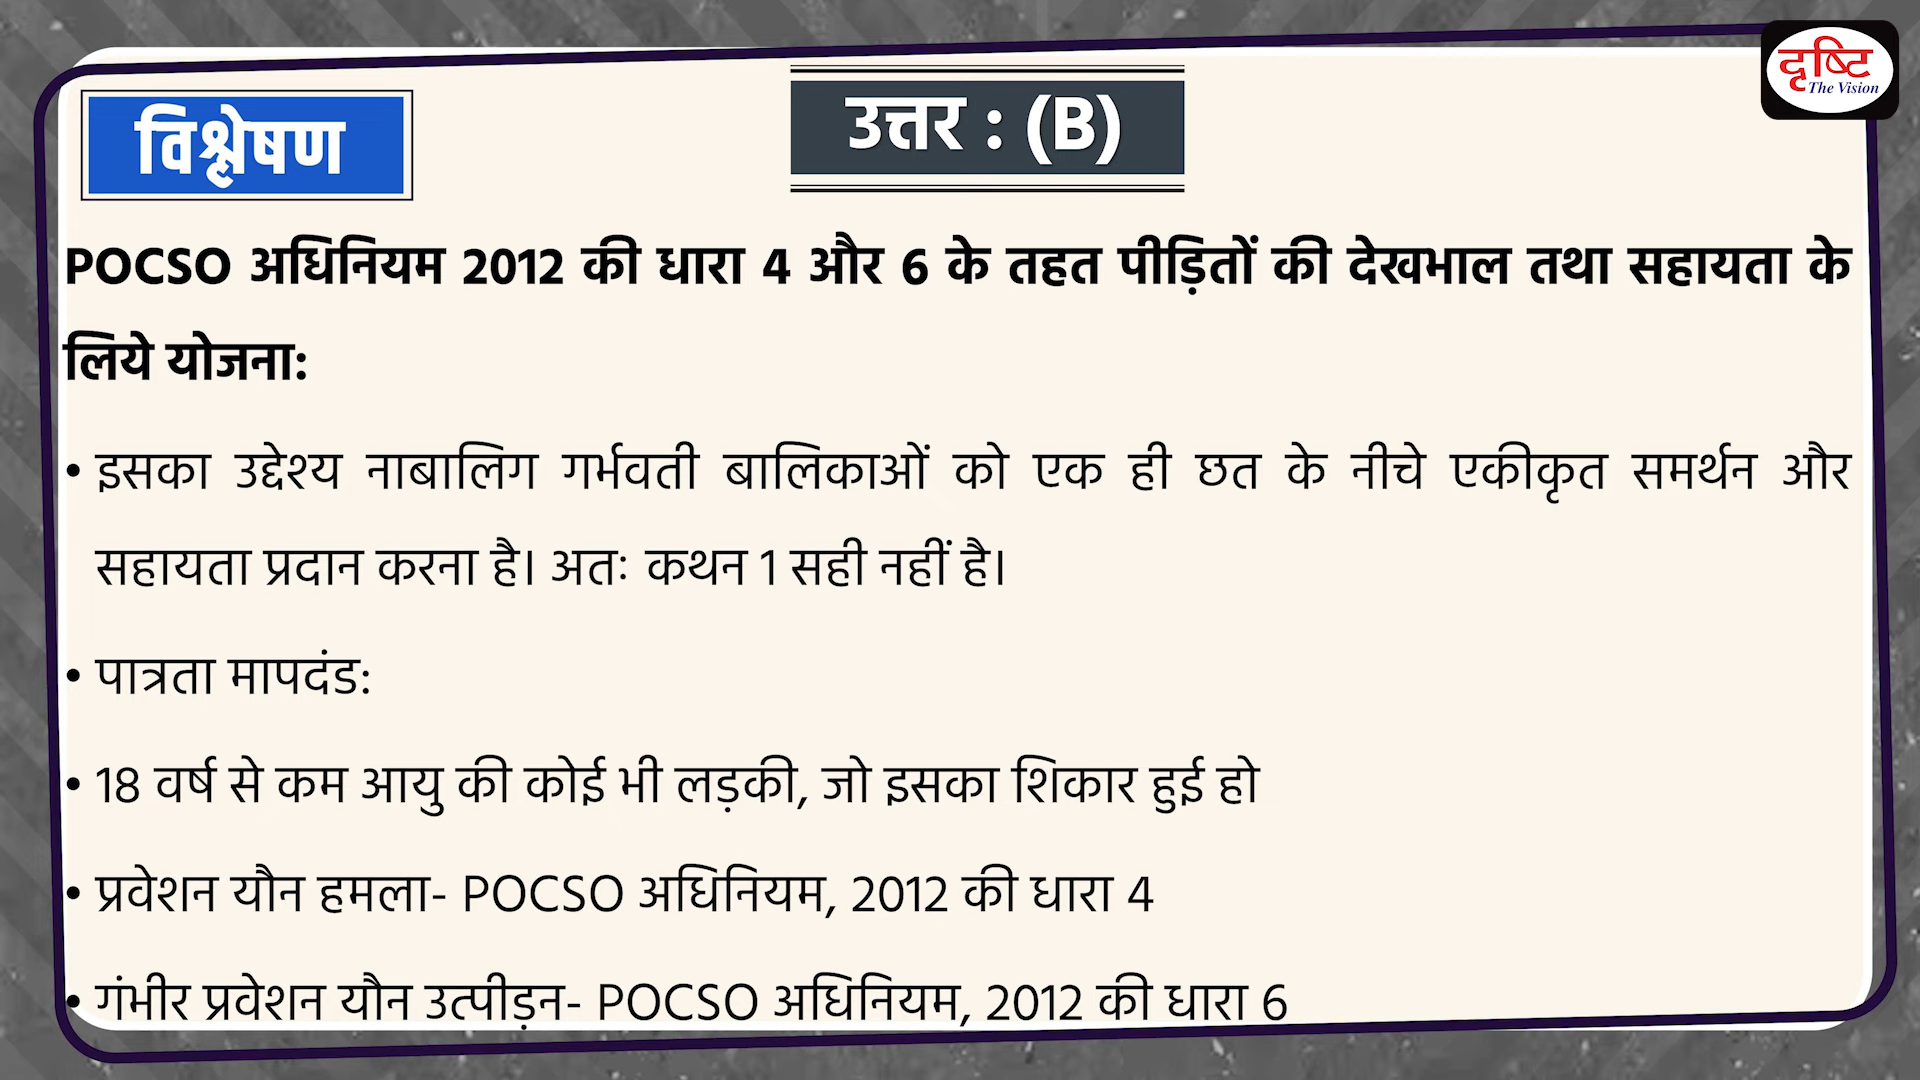 दृष्टि
The Vision
विश्लेषण
उत्तर : (B)
POCSO अधिनियम 2012 की धारा 4 और 6 के तहत पीड़ितों की देखभाल तथा सहायता के
लिये योजना:
• इसका उद्देश्य नाबालिग गर्भवती बालिकाओं को एक ही छत के नीचे एकीकृत समर्थन और
सहायता प्रदान करना है। अतः कथन 1 सही नहीं है।
• पात्रता मापदंड:
• 18 वर्ष से कम आयु की कोई भी लड़की, जो इसका शिकार हुई हो
• प्रवेशन यौन हमला- POCSO अधिनियम, 2012 की धारा 4
• गंभीर प्रवेशन यौन उत्पीड़न- POCSO अधिनियम, 2012 की धारा 6